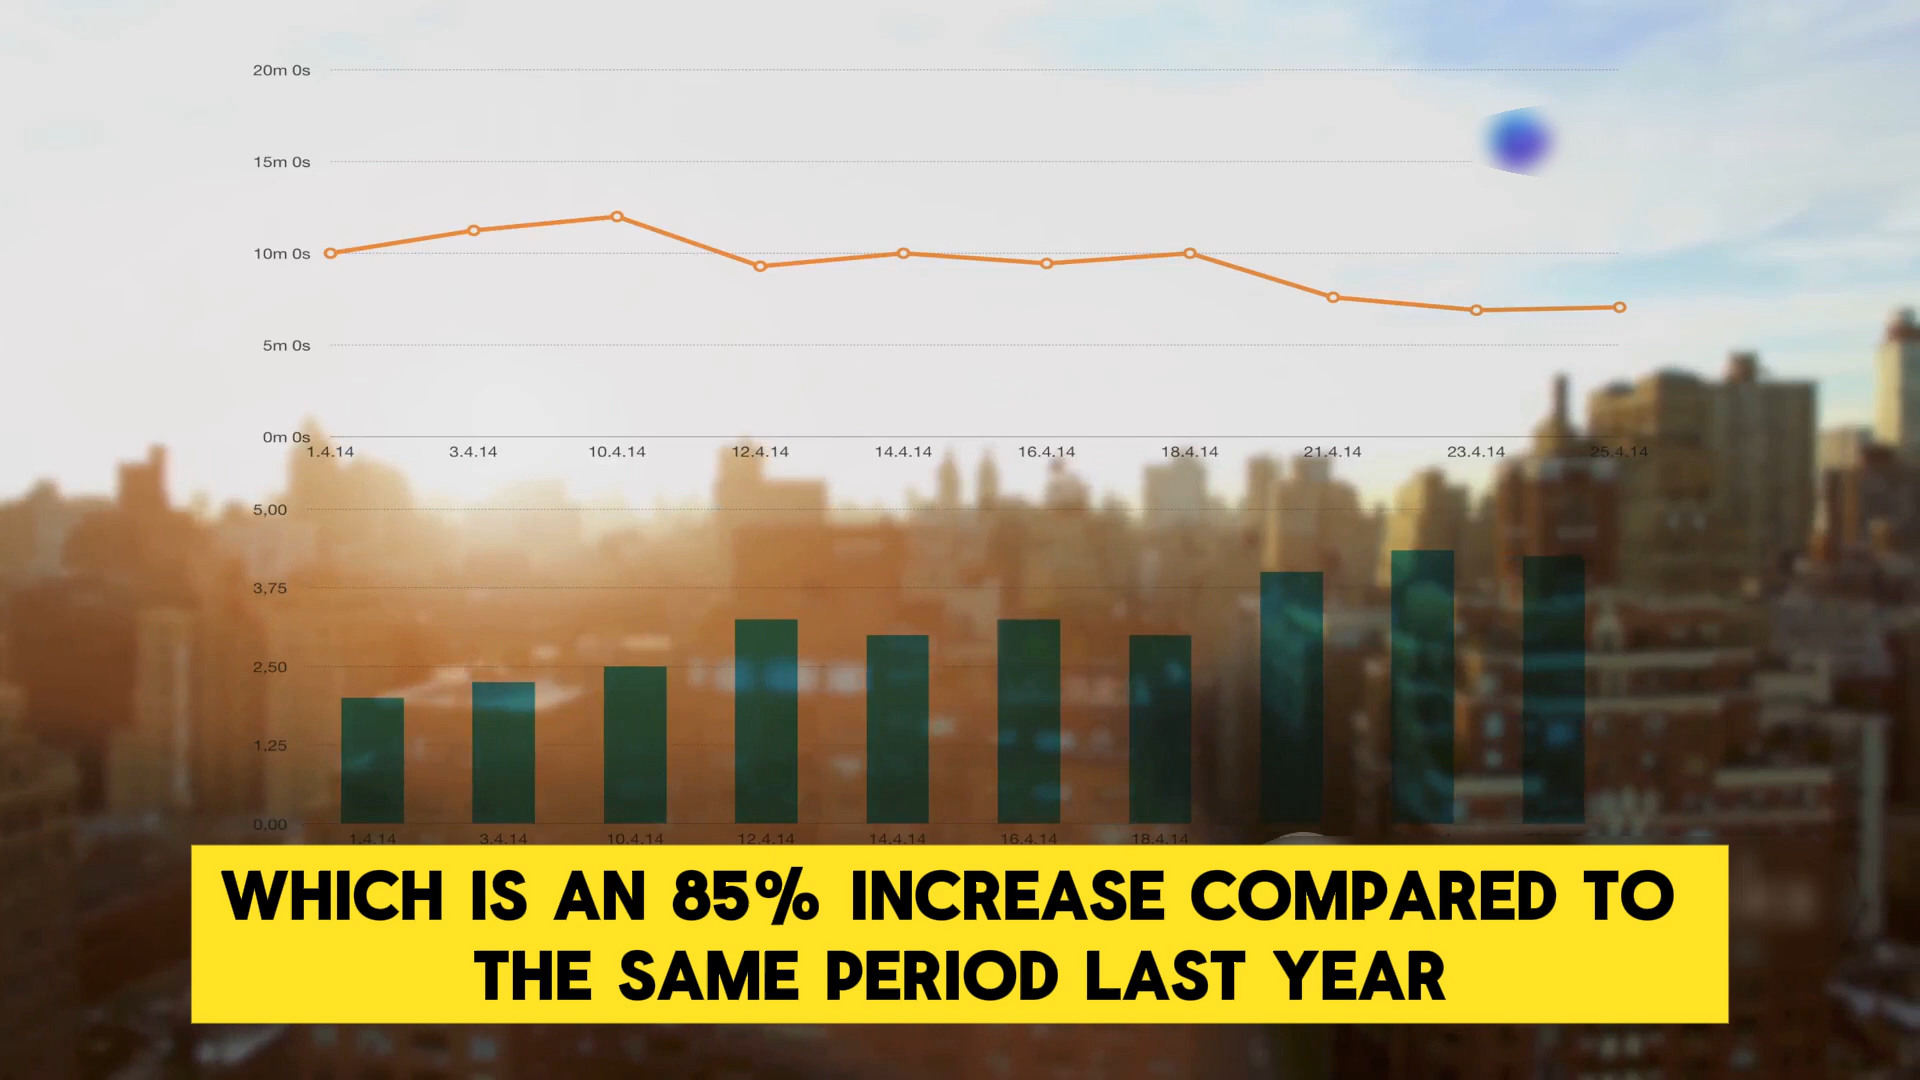 20m 0s
15m 0s
10m 0s
5m 0s
0m 0s
1.4.14 3.4.14 10.4.14 12.4.14 14.4.14 16.4.14 18.4.14 21.4.14 23.4.14 25.4.14
5,00
3,75
2,50
1,25
0,00
1.4.14 3.4.14 10.4.14 12.4.14 14.4.14 16.4.14 18.4.14
WHICH IS AN 85% INCREASE COMPARED TO
THE SAME PERIOD LAST YEAR